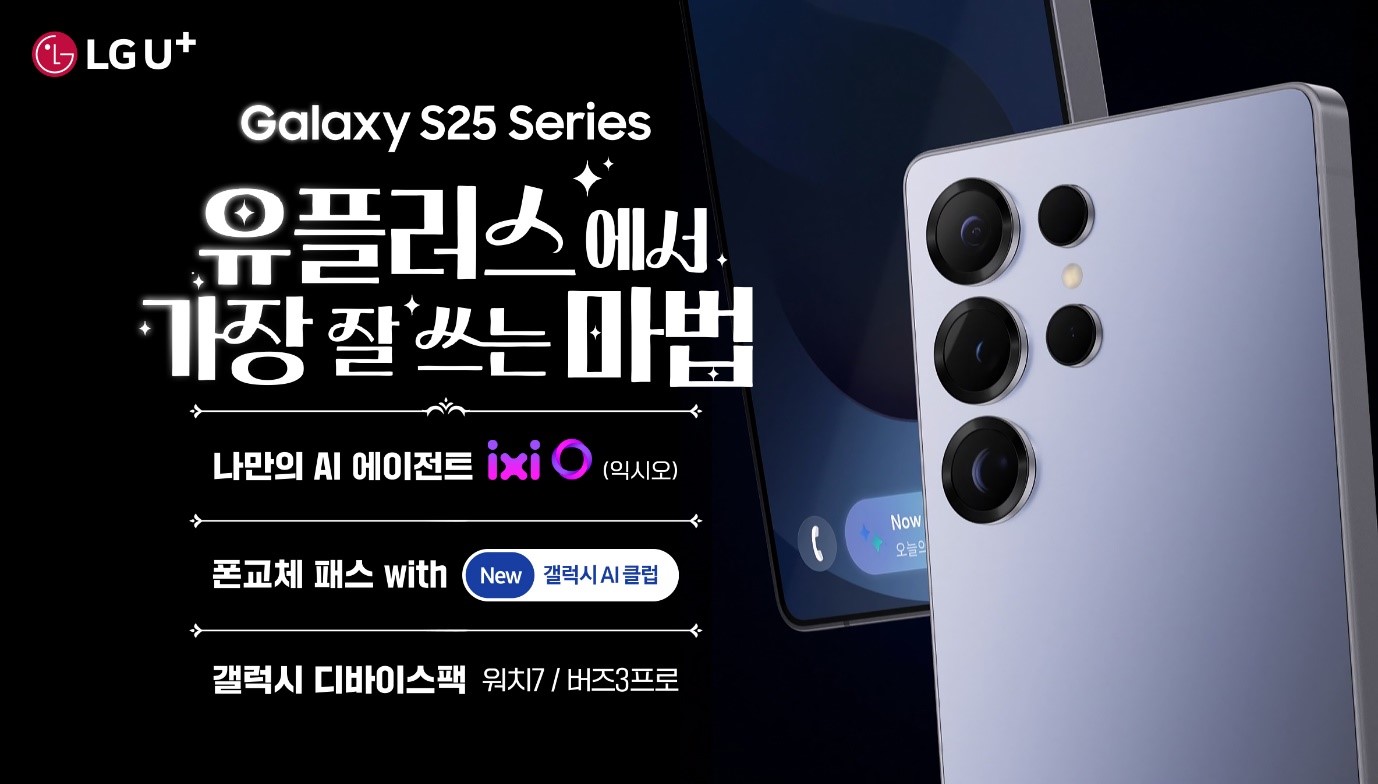 LG U+
Galaxy S25 Series
유플러스에서
가장 잘 쓰는 마법
나만의 AI 에이전트 ixi O (익시오)
폰교체 패스 with New 갤럭시 AI 클럽
갤럭시 디바이스팩 워치7 / 버즈3프로
Now
오늘의